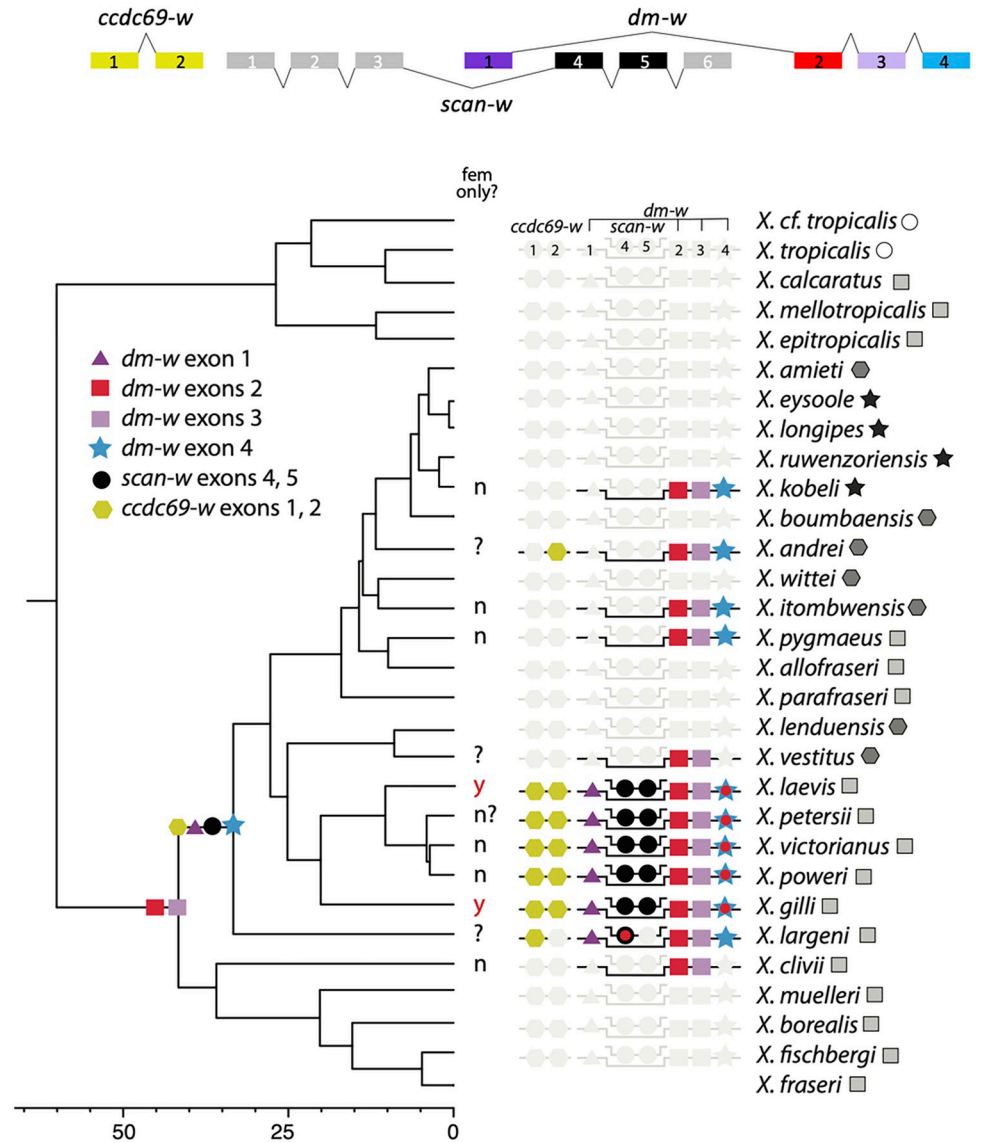 ccdc69-w
dm-w
1 2 1 2 3 1 4 5 6 2 3 4
scan-w
fem
only?
dm-w
ccdc69-w scan-w
1 2 1 4 5 2 3 4
X. cf. tropicalis
X. tropicalis
X. calcaratus
X. mellotropicalis
X. epitropicalis
dm-w exon 1
dm-w exons 2
dm-w exons 3
dm-w exon 4
scan-w exons 4, 5
ccdc69-w exons 1, 2
X. amieti
X. eysoole
X. longipes
X. ruwenzoriensis
n X. kobeli
X. boumbaensis
? X. andrei
X. wittei
n X. itombwensis
n X. pygmaeus
X. allofraseri
X. parafraseri
X. lenduensis
? X. vestitus
y X. laevis
n? X. petersii
n X. victorianus
n X. poweri
y X. gilli
? X. largeni
n X. clivii
X. muelleri
X. borealis
X. fischbergi
X. fraseri
50 25 0